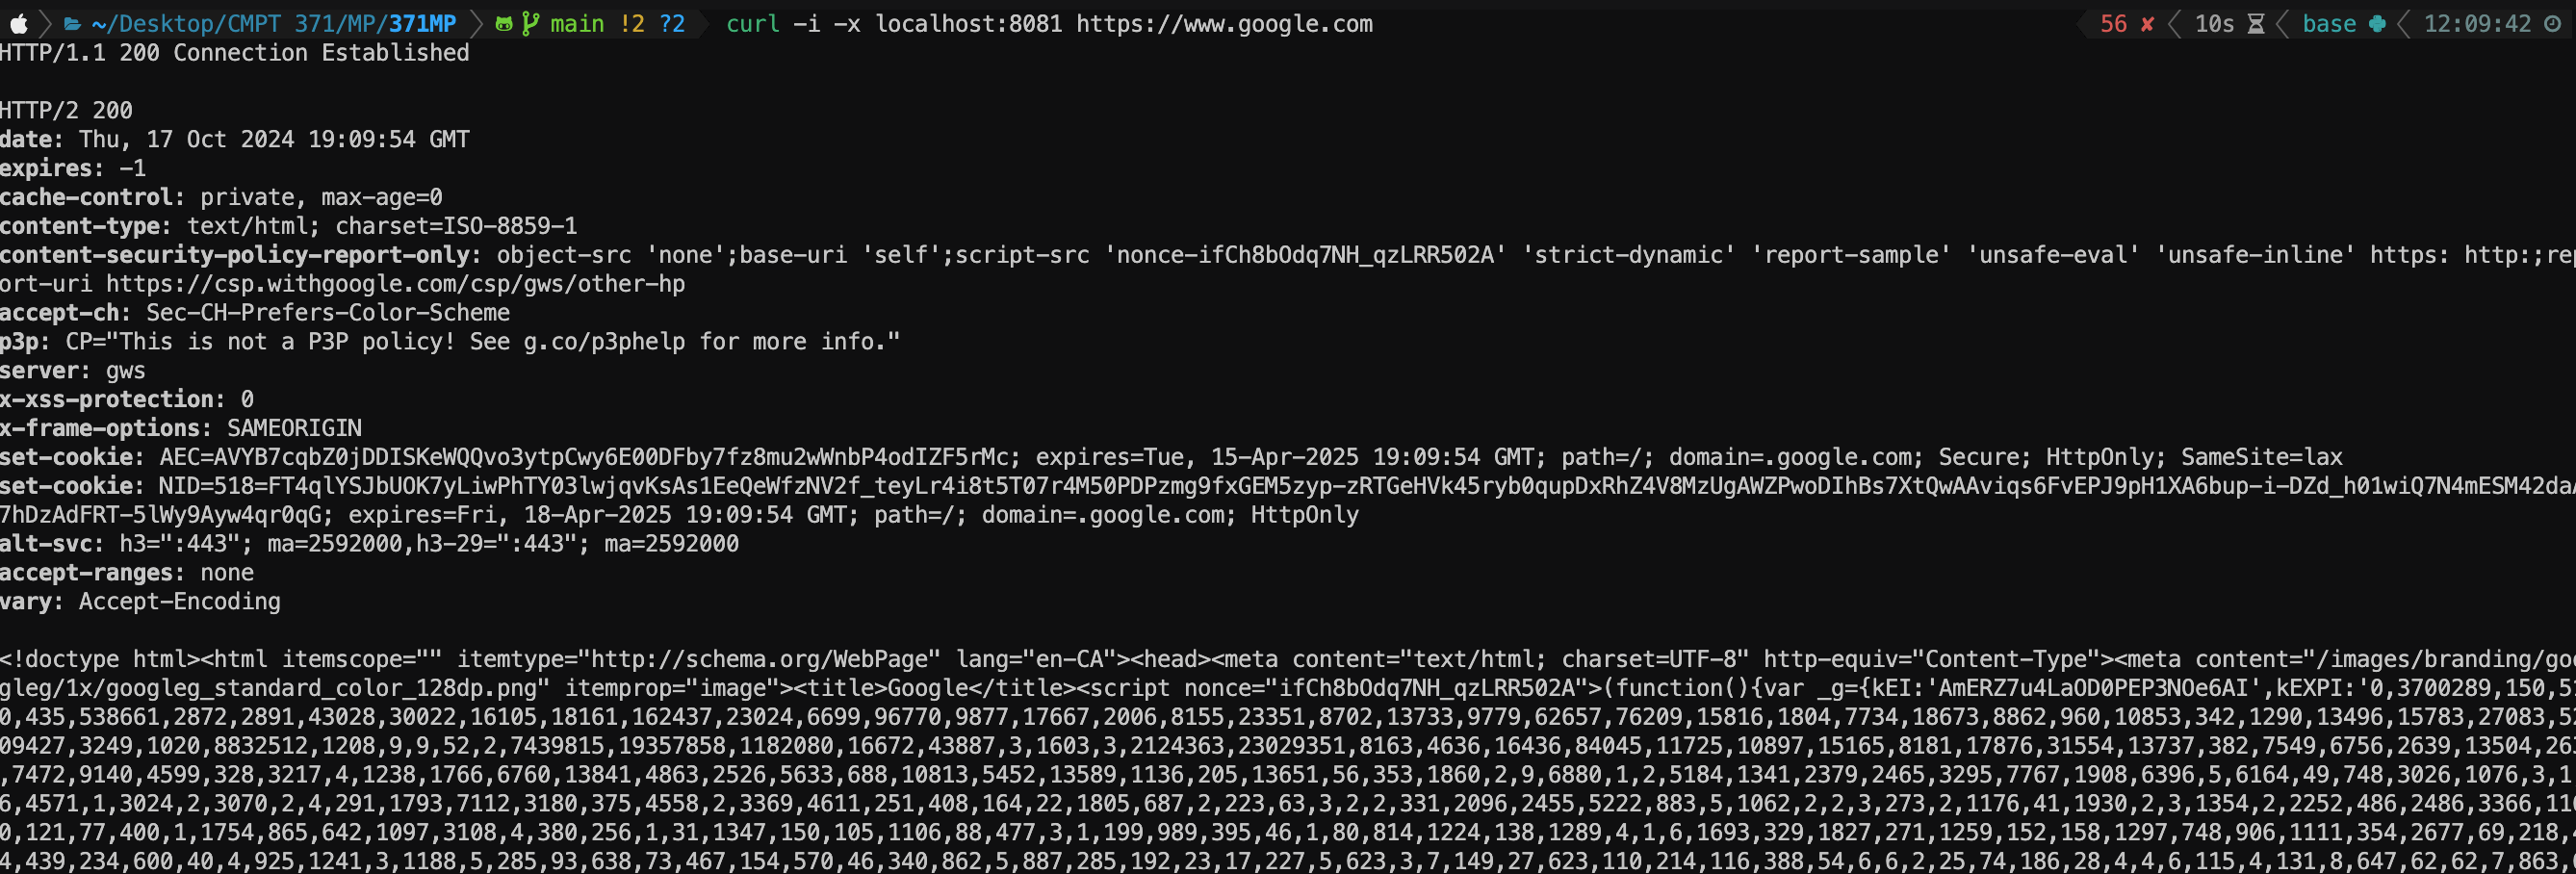 ~/Desktop/CMPT 371/MP/371MP main !2 ?2 curl -i -x localhost:8081 https://www.google.com 56 ✘ 10s base 12:09:42
HTTP/1.1 200 Connection Established
HTTP/2 200
date: Thu, 17 Oct 2024 19:09:54 GMT
expires: -1
cache-control: private, max-age=0
content-type: text/html; charset=ISO-8859-1
content-security-policy-report-only: object-src 'none';base-uri 'self';script-src 'nonce-ifCh8bOdq7NH_qzLRR502A' 'strict-dynamic' 'report-sample' 'unsafe-eval' 'unsafe-inline' https: http:;rep
ort-uri https://csp.withgoogle.com/csp/gws/other-hp
accept-ch: Sec-CH-Prefers-Color-Scheme
p3p: CP="This is not a P3P policy! See g.co/p3phelp for more info."
server: gws
x-xss-protection: 0
x-frame-options: SAMEORIGIN
set-cookie: AEC=AVYB7cqbZ0jDDISKeWQQvo3ytpCwy6E00DFby7fz8mu2wWnbP4odIZF5rMc; expires=Tue, 15-Apr-2025 19:09:54 GMT; path=/; domain=.google.com; Secure; HttpOnly; SameSite=lax
set-cookie: NID=518=FT4qlYSJbUOK7yLiwPhTY03lwjqvKsAs1EeQeWfzNV2f_teyLr4i8t5T07r4M50PDPzmg9fxGEM5zyp-zRTGeHVk45ryb0qupDxRhZ4V8MzUgAWZPwoDIhBs7XtQwAAviqs6FvEPJ9pH1XA6bup-i-DZd_h01wiQ7N4mESM42da
7hDzAdFRT-5lWy9Ayw4qr0qG; expires=Fri, 18-Apr-2025 19:09:54 GMT; path=/; domain=.google.com; HttpOnly
alt-svc: h3=":443"; ma=2592000,h3-29=":443"; ma=2592000
accept-ranges: none
vary: Accept-Encoding
<!doctype html><html itemscope="" itemtype="http://schema.org/WebPage" lang="en-CA"><head><meta content="text/html; charset=UTF-8" http-equiv="Content-Type"><meta content="/images/branding/goo
gleg/1x/googleg_standard_color_128dp.png" itemprop="image"><title>Google</title><script nonce="ifCh8bOdq7NH_qzLRR502A">(function(){var _g={kEI:'AmERZ7u4LaOD0PEP3NOe6AI',kEXPI:'0,3700289,150,5
0,435,538661,2872,2891,43028,30022,16105,18161,162437,23024,6699,96770,9877,17667,2006,8155,23351,8702,13733,9779,62657,76209,15816,1804,7734,18673,8862,960,10853,342,1290,13496,15783,27083,5
09427,3249,1020,8832512,1208,9,9,52,2,7439815,19357858,1182080,16672,43887,3,1603,3,2124363,23029351,8163,4636,16436,84045,11725,10897,15165,8181,17876,31554,13737,382,7549,6756,2639,13504,26
,7472,9140,4599,328,3217,4,1238,1766,6760,13841,4863,2526,5633,688,10813,5452,13589,1136,205,13651,56,353,1860,2,9,6880,1,2,5184,1341,2379,2465,3295,7767,1908,6396,5,6164,49,748,3026,1076,3,1
6,4571,1,3024,2,3070,2,4,291,1793,7112,3180,375,4558,2,3369,4611,251,408,164,22,1805,687,2,223,63,3,2,2,331,2096,2455,5222,883,5,1062,2,2,3,273,2,1176,41,1930,2,3,1354,2,2252,486,2486,3366,11
0,121,77,400,1,1754,865,642,1097,3108,4,380,256,1,31,1347,150,105,1106,88,477,3,1,199,989,395,46,1,80,814,1224,138,1289,4,1,6,1693,329,1827,271,1259,152,158,1297,748,906,1111,354,2677,69,218,
4,439,234,600,40,4,925,1241,3,1188,5,285,93,638,73,467,154,570,46,340,862,5,887,285,192,23,17,227,5,623,3,7,149,27,623,110,214,116,388,54,6,6,2,25,74,186,28,4,4,6,115,4,131,8,647,62,62,7,863,